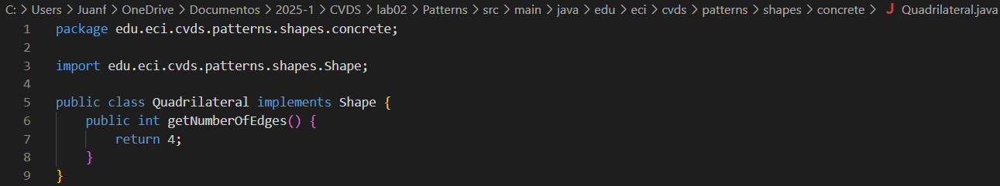 C: > Users > Juanf > OneDrive > Documentos > 2025-1 > CVDS > lab02 > Patterns > src > main > java > edu > eci > cvds > patterns > shapes > concrete > J Quadrilateral.java
1 package edu.eci.cvds.patterns.shapes.concrete;
2
3 import edu.eci.cvds.patterns.shapes.Shape;
4
5 public class Quadrilateral implements Shape {
6     public int getNumberOfEdges() {
7         return 4;
8     }
9 }